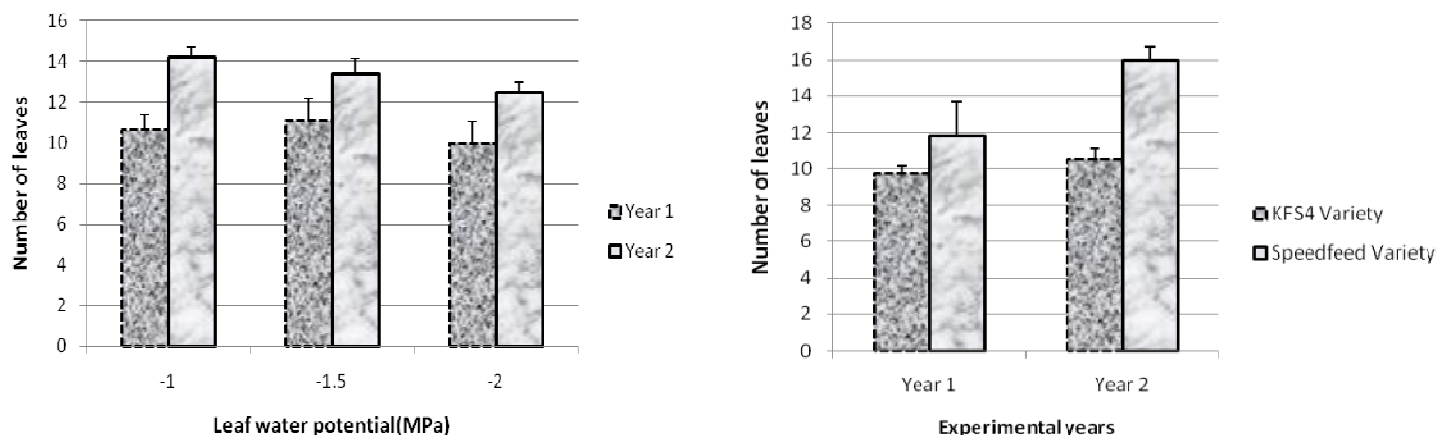 Number of leaves
16
14
12
10
8
6
4
2
0
-1
-1.5
-2
Leaf water potential(MPa)
Year 1
Year 2
Number of leaves
18
16
14
12
10
8
6
4
2
0
Year 1
Year 2
Experimental years
KFS4 Variety
Speedfeed Variety